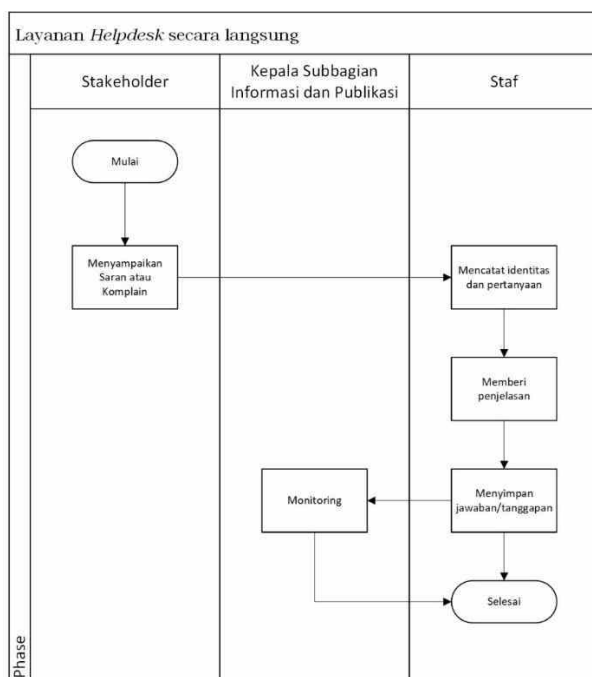 Layanan Helpdesk secara langsung
Stakeholder
Kepala Subbagian
Informasi dan Publikasi
Staf
Mulai
Menyampaikan
Saran atau
Komplain
Mencatat identitas
dan pertanyaan
Memberi
penjelasan
Monitoring
Menyimpan
jawaban/tanggapan
Selesai
Phase